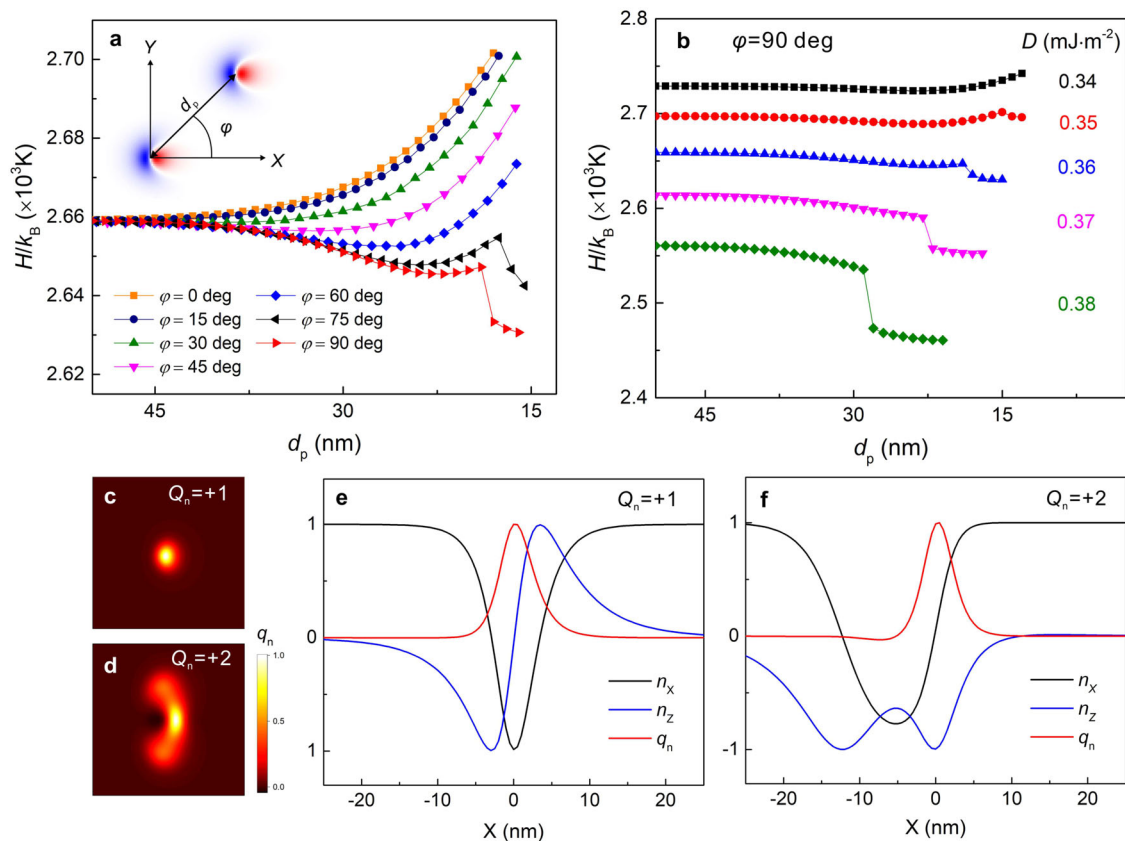 a
Y
d_p
φ
X
2.70
2.68
2.66
2.64
2.62
H/k_B (×10³K)
φ = 0 deg
φ = 15 deg
φ = 30 deg
φ = 45 deg
φ = 60 deg
φ = 75 deg
φ = 90 deg
45
30
15
d_p (nm)
b
φ=90 deg
D (mJ·m⁻²)
0.34
0.35
0.36
0.37
0.38
2.8
2.7
2.6
2.5
2.4
H/k_B (×10³K)
45
30
15
d_p (nm)
c
Q_n=+1
d
Q_n=+2
q_n
1.0
0.5
0.0
e
Q_n=+1
1
0
1
n_X
n_Z
q_n
-20
-10
0
10
20
X (nm)
f
Q_n=+2
1
0
-1
n_X
n_Z
q_n
-20
-10
0
10
20
X (nm)